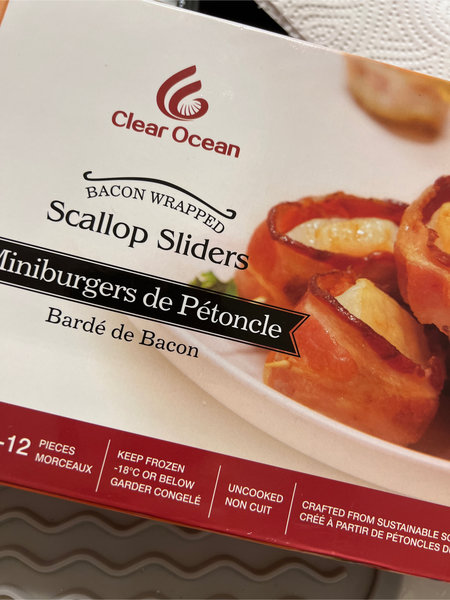 Clear Ocean
BACON WRAPPED
Scallop Sliders
Miniburgers de Pétoncle
Bardé de Bacon
-12 PIECES
MORCEAUX
KEEP FROZEN
-18°C OR BELOW
GARDER CONGELÉ
UNCOOKED
NON CUIT
CRAFTED FROM SUSTAINABLE
CRÉÉ À PARTIR DE PÉTONCLES